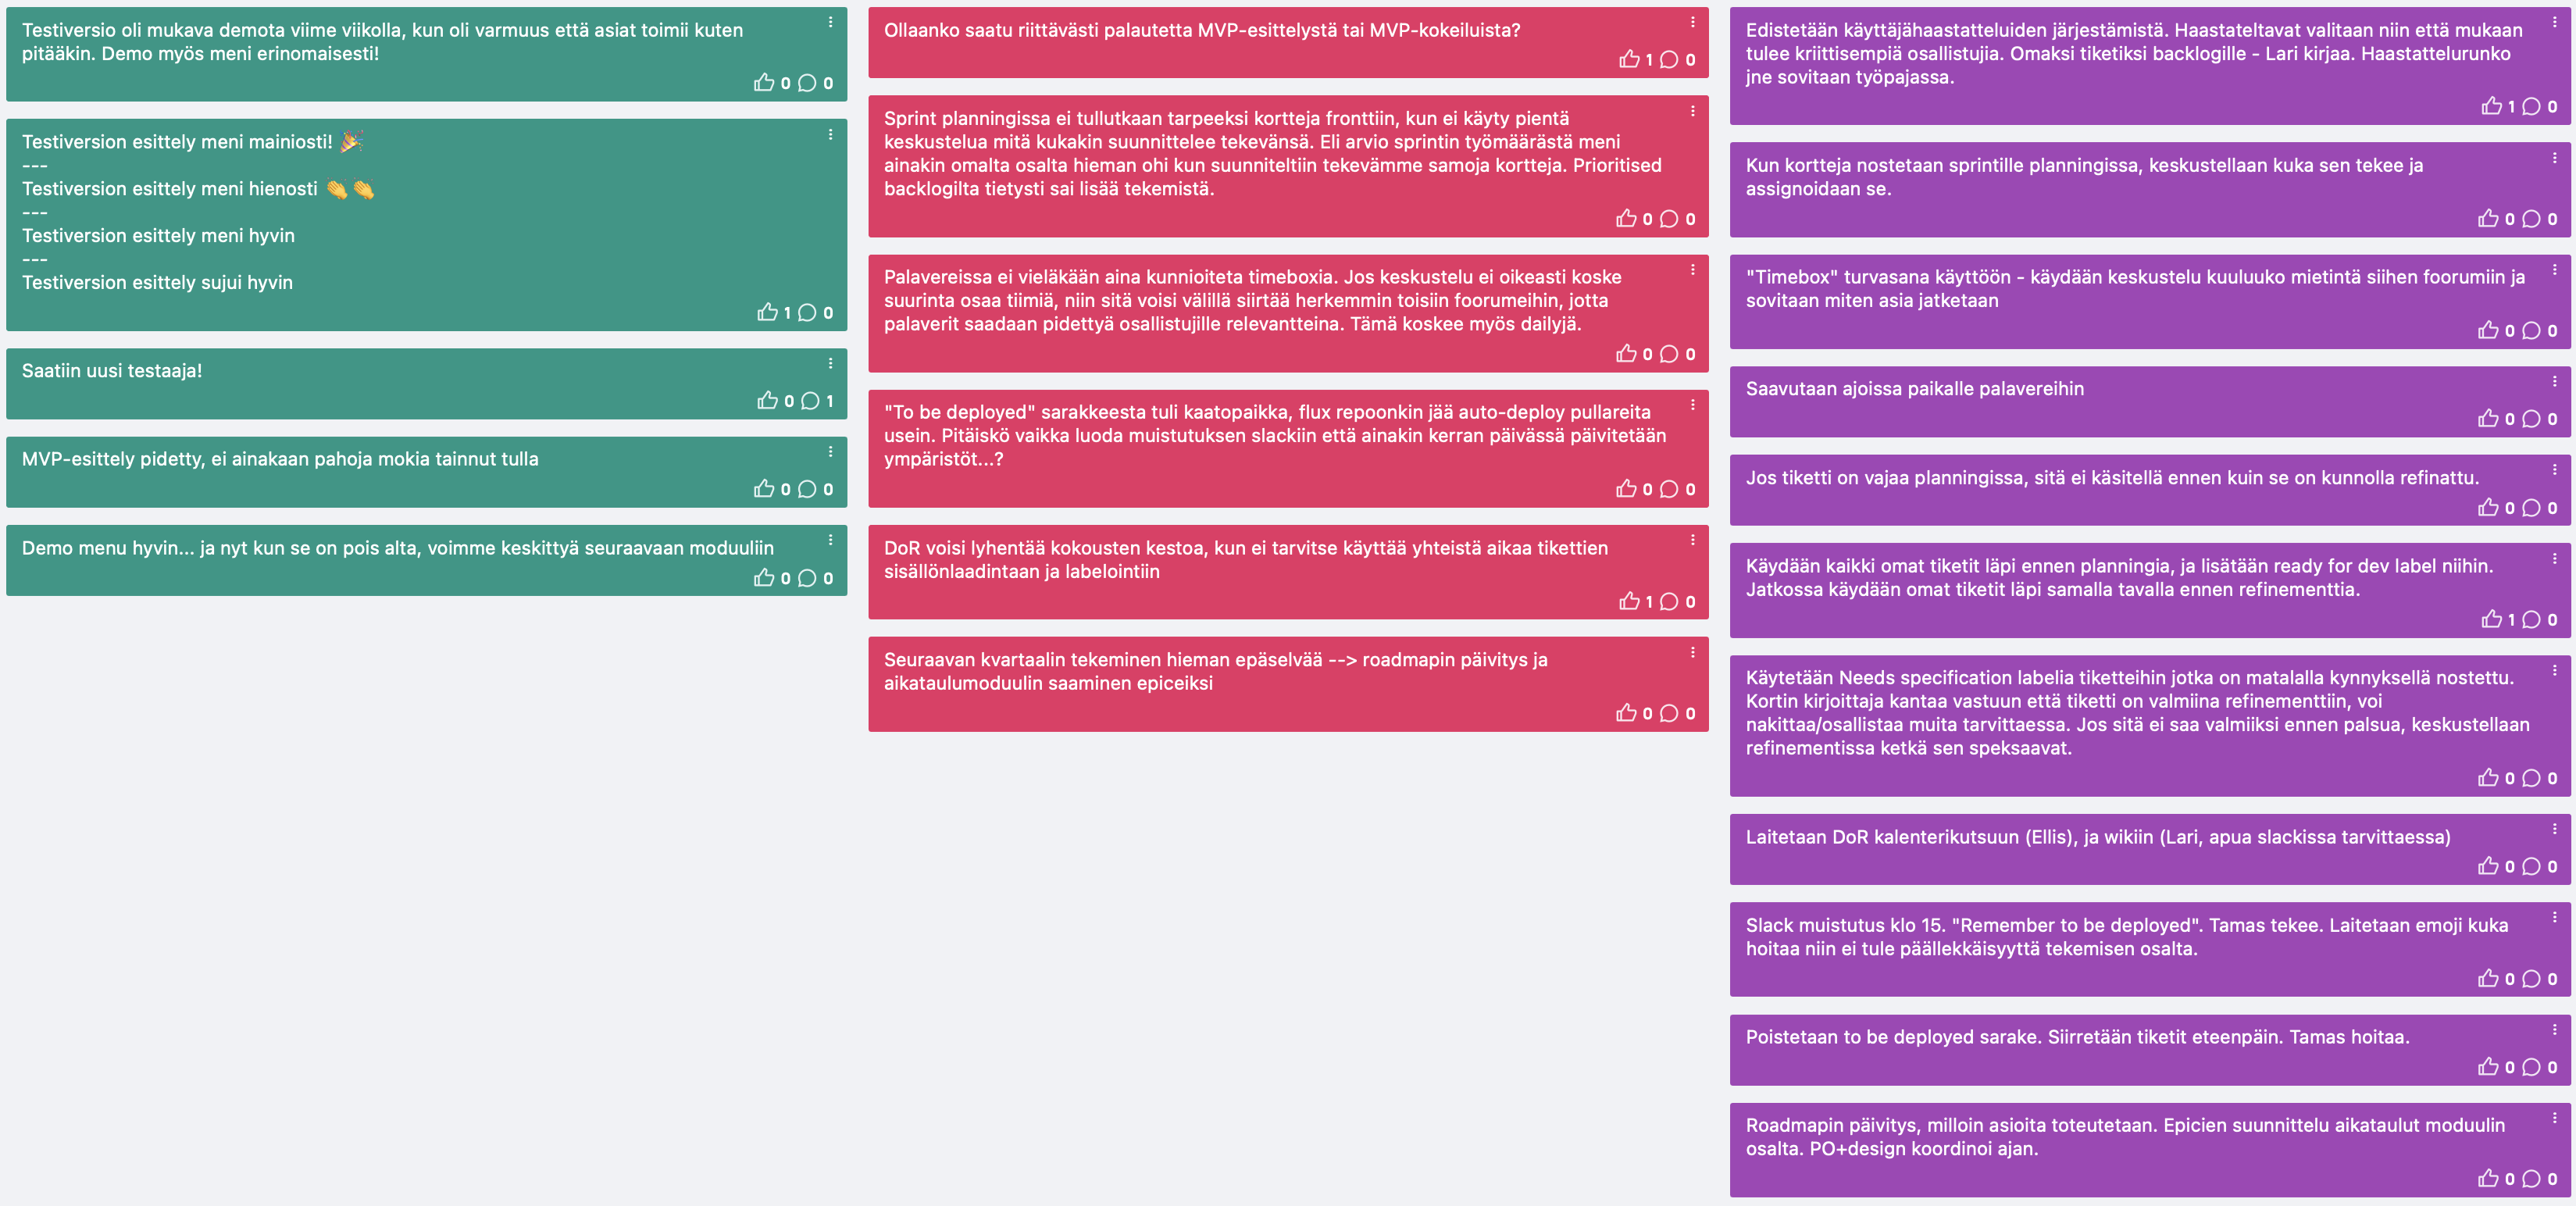 Testiversio oli mukava demota viime viikolla, kun oli varmuus että asiat toimii kuten
pitääkin. Demo myös meni erinomaisesti!
0 0
Testiversion esittely meni mainiosti! 🎉
---
Testiversion esittely meni hienosti 👏👏
---
Testiversion esittely meni hyvin
---
Testiversion esittely sujui hyvin
1 0
Saatiin uusi testaaja!
0 1
MVP-esittely pidetty, ei ainakaan pahoja mokia tainnut tulla
0 0
Demo menu hyvin... ja nyt kun se on pois alta, voimme keskittyä seuraavaan moduuliin
0 0
Ollaanko saatu riittävästi palautetta MVP-esittelystä tai MVP-kokeiluista?
1 0
Sprint planningissa ei tullutkaan tarpeeksi kortteja fronttiin, kun ei käyty pientä
keskustelua mitä kukakin suunnittelee tekevänsä. Eli arvio sprintin työmäärästä meni
ainakin omalta osalta hieman ohi kun suunniteltiin tekevämme samoja kortteja. Prioritised
backlogilta tietysti sai lisää tekemistä.
0 0
Palavereissa ei vieläkään aina kunnioiteta timeboxia. Jos keskustelu ei oikeasti koske
suurinta osaa tiimiä, niin sitä voisi välillä siirtää herkemmin toisiin foorumeihin, jotta
palaverit saadaan pidettyä osallistujille relevantteina. Tämä koskee myös dailyjä.
0 0
"To be deployed" sarakkeesta tuli kaatopaikka, flux repoonkin jää auto-deploy pullareita
usein. Pitäiskö vaikka luoda muistutuksen slackiin että ainakin kerran päivässä päivitetään
ympäristöt...?
0 0
DoR voisi lyhentää kokousten kestoa, kun ei tarvitse käyttää yhteistä aikaa tikettien
sisällönlaadintaan ja labelointiin
1 0
Seuraavan kvartaalin tekeminen hieman epäselvää --> roadmapin päivitys ja
aikataulumoduulin saaminen epiceiksi
0 0
Edistetään käyttäjähaastatteluiden järjestämistä. Haastateltavat valitaan niin että mukaan
tulee kriittisempiä osallistujia. Omaksi tiketiksi backlogille - Lari kirjaa. Haastattelurunko
jne sovitaan työpajassa.
1 0
Kun kortteja nostetaan sprintille planningissa, keskustellaan kuka sen tekee ja
assignoidaan se.
0 0
"Timebox" turvasana käyttöön - käydään keskustelu kuuluuko mietintä siihen foorumiin ja
sovitaan miten asia jatketaan
0 0
Saavutaan ajoissa paikalle palavereihin
0 0
Jos tiketti on vajaa planningissa, sitä ei käsitellä ennen kuin se on kunnolla refinattu.
0 0
Käydään kaikki omat tiketit läpi ennen planningia, ja lisätään ready for dev label niihin.
Jatkossa käydään omat tiketit läpi samalla tavalla ennen refinementtia.
1 0
Käytetään Needs specification labelia tiketteihin jotka on matalalla kynnyksellä nostettu.
Kortin kirjoittaja kantaa vastuun että tiketti on valmiina refinementtiin, voi
nakittaa/osallistaa muita tarvittaessa. Jos sitä ei saa valmiiksi ennen palsua, keskustellaan
refinementissa ketkä sen speksaavat.
0 0
Laitetaan DoR kalenterikutsuun (Ellis), ja wikiin (Lari, apua slackissa tarvittaessa)
0 0
Slack muistutus klo 15. "Remember to be deployed". Tamas tekee. Laitetaan emoji kuka
hoitaa niin ei tule päällekkäisyyttä tekemisen osalta.
0 0
Poistetaan to be deployed sarake. Siirretään tiketit eteenpäin. Tamas hoitaa.
0 0
Roadmapin päivitys, milloin asioita toteutetaan. Epicien suunnittelu aikataulut moduulin
osalta. PO+design koordinoi ajan.
0 0